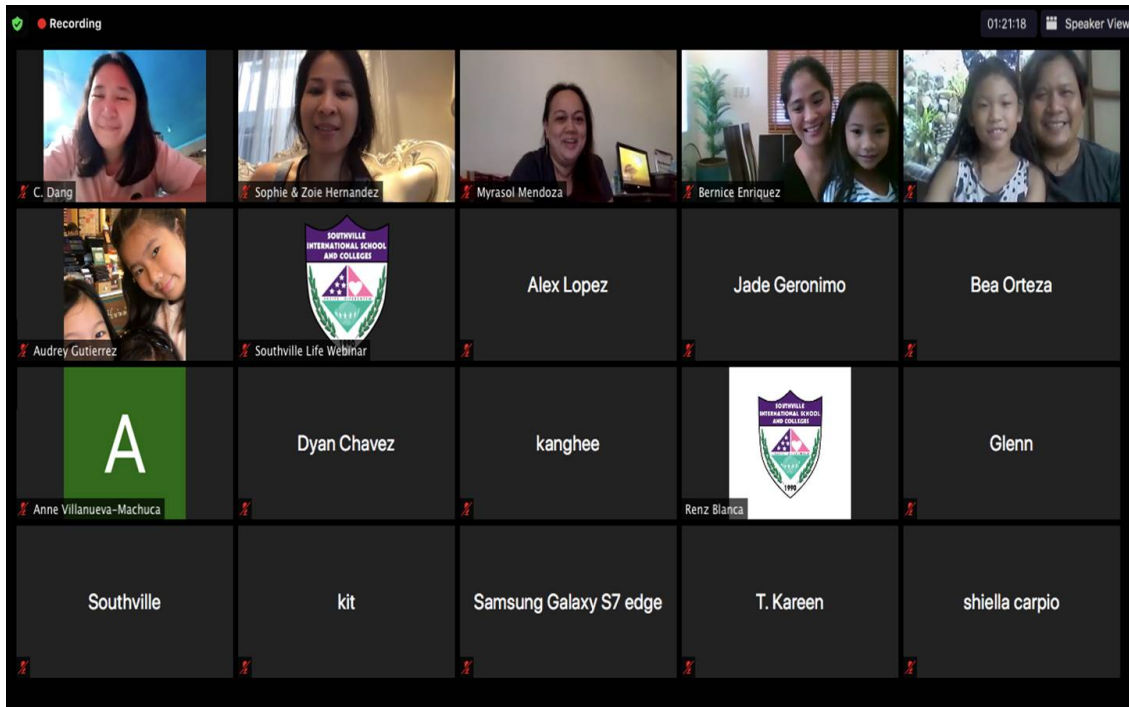 Recording
01:21:18
Speaker View
C. Dang
Sophie & Zoie Hernandez
Myrasol Mendoza
Bernice Enriquez
Audrey Gutierrez
SOUTHVILLE
INTERNATIONAL SCHOOL
AND COLLEGES
Southville Life Webinar
Alex Lopez
Jade Geronimo
Bea Orteza
A
Anne Villanueva-Machuca
Dyan Chavez
kanghee
SOUTHVILLE
INTERNATIONAL SCHOOL
AND COLLEGES
1990
Renz Blanca
Glenn
Southville
kit
Samsung Galaxy S7 edge
T. Kareen
shiella carpio